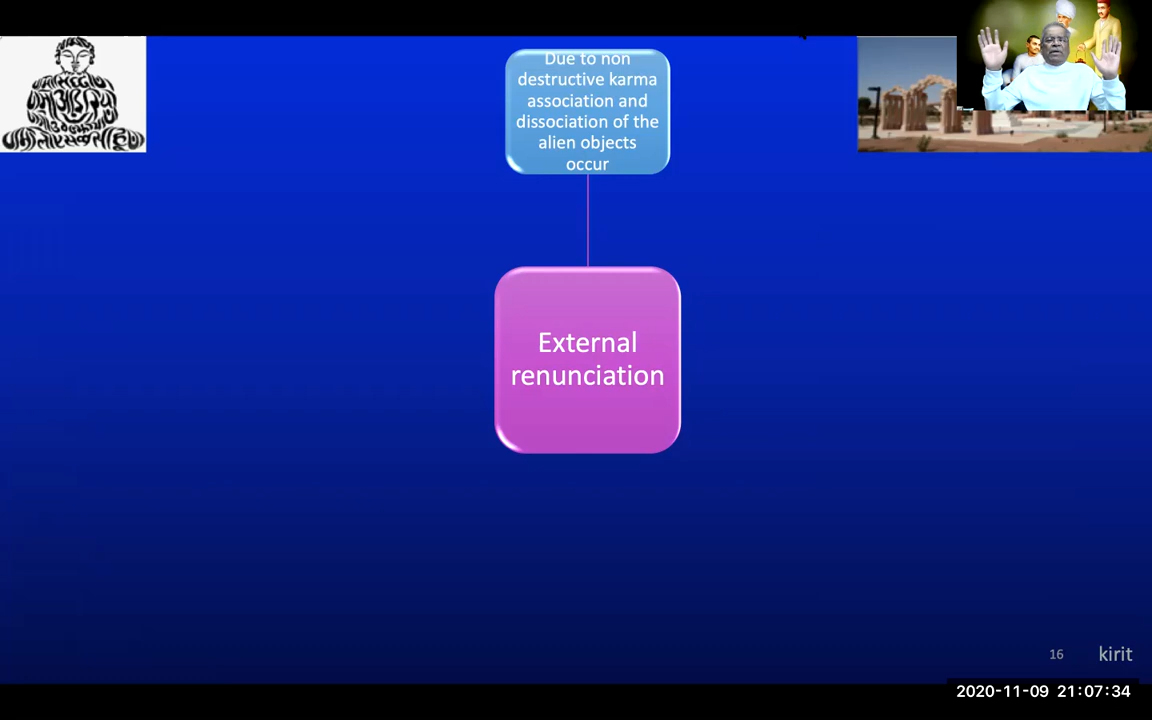 Due to non
destructive karma
association and
dissociation of the
alien objects
occur
External
renunciation
16
kirit
2020-11-09 21:07:34